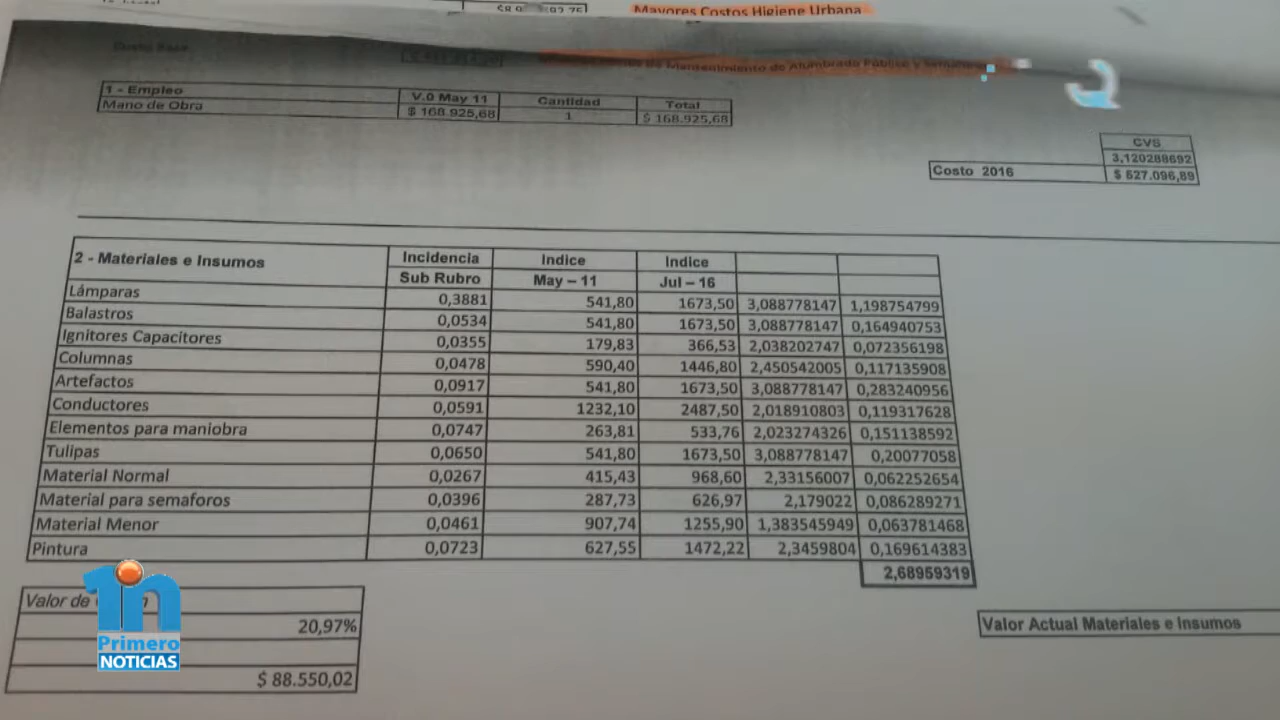 Mayores Costos Higiene Urbana
Costo Base
de Mantenimiento de Alumbrado Público y
1 - Empleo V.0 May 11 Cantidad Total
Mano de Obra $ 168.925,68 1 $ 168.925,68
CVS
3,120288692
Costo 2016 $ 527.096,89
2 - Materiales e Insumos Incidencia Indice Indice
Sub Rubro May – 11 Jul – 16
Lámparas 0,3881 541,80 1673,50 3,088778147 1,198754799
Balastros 0,0534 541,80 1673,50 3,088778147 0,164940753
Ignitores Capacitores 0,0355 179,83 366,53 2,038202747 0,072356198
Columnas 0,0478 590,40 1446,80 2,450542005 0,117135908
Artefactos 0,0917 541,80 1673,50 3,088778147 0,283240956
Conductores 0,0591 1232,10 2487,50 2,018910803 0,119317628
Elementos para maniobra 0,0747 263,81 533,76 2,023274326 0,151138592
Tulipas 0,0650 541,80 1673,50 3,088778147 0,20077058
Material Normal 0,0267 415,43 968,60 2,33156007 0,062252654
Material para semaforos 0,0396 287,73 626,97 2,179022 0,086289271
Material Menor 0,0461 907,74 1255,90 1,383545949 0,063781468
Pintura 0,0723 627,55 1472,22 2,3459804 0,169614383
2,68959319
Valor de
20,97%
$ 88.550,02
Valor Actual Materiales e Insumos
1n
Primero
NOTICIAS